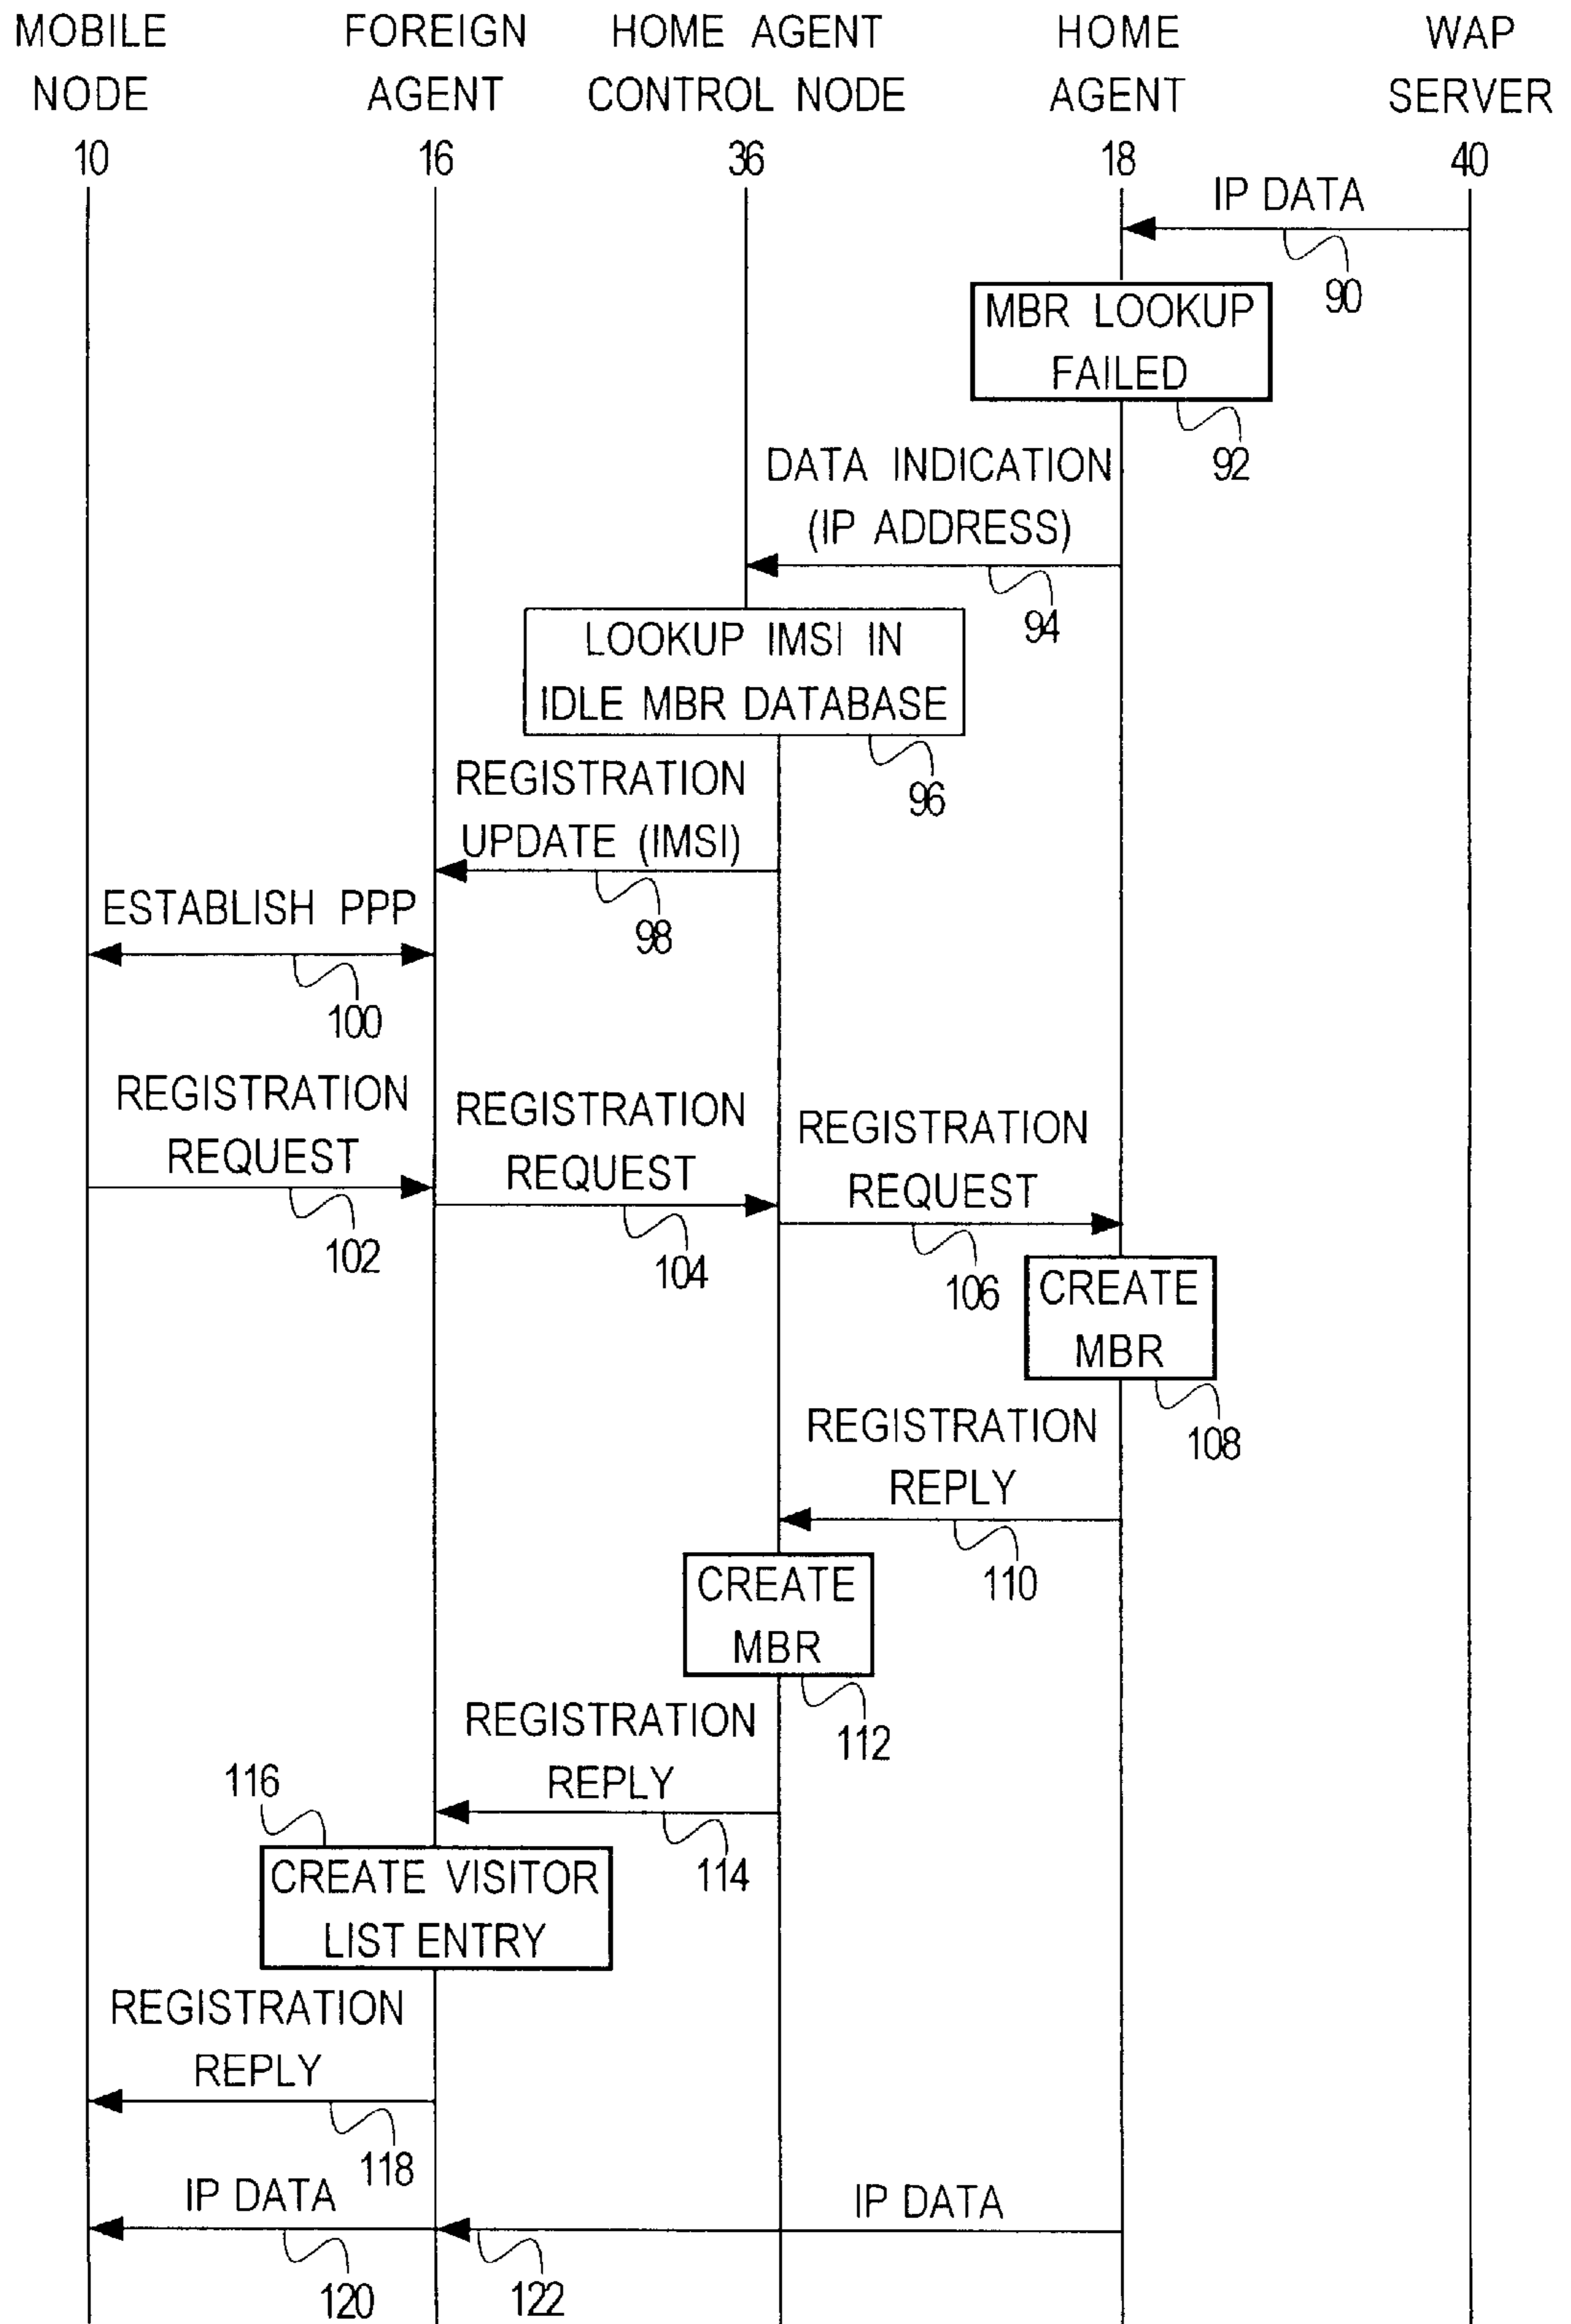 MOBILE NODE
FOREIGN AGENT
HOME AGENT CONTROL NODE
HOME AGENT
WAP SERVER
10
16
36
18
40
IP DATA
90
MBR LOOKUP
FAILED
92
DATA INDICATION
(IP ADDRESS)
94
LOOKUP IMSI IN
IDLE MBR DATABASE
96
REGISTRATION
UPDATE (IMSI)
98
ESTABLISH PPP
100
REGISTRATION
REQUEST
102
REGISTRATION
REQUEST
104
REGISTRATION
REQUEST
106
CREATE
MBR
108
REGISTRATION
REPLY
110
CREATE
MBR
112
REGISTRATION
REPLY
114
116
CREATE VISITOR
LIST ENTRY
REGISTRATION
REPLY
118
IP DATA
120
IP DATA
122